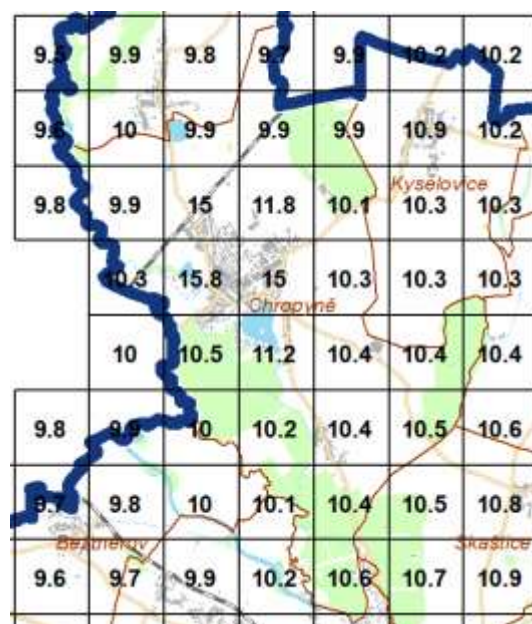 9.5 9.9 9.8 9.7 9.9 10.2 10.2
9.6 10 9.9 9.9 9.9 10.9 10.2
Kyselovice
9.8 9.9 15 11.8 10.1 10.3 10.3
10.3 15.8 15 10.3 10.3 10.3
Chropyně
10 10.5 11.2 10.4 10.4 10.4
9.8 9.9 10 10.2 10.4 10.5 10.6
9.7 9.8 10 10.1 10.4 10.5 10.8
Bezměrov Skaštice
9.6 9.7 9.9 10.2 10.6 10.7 10.9